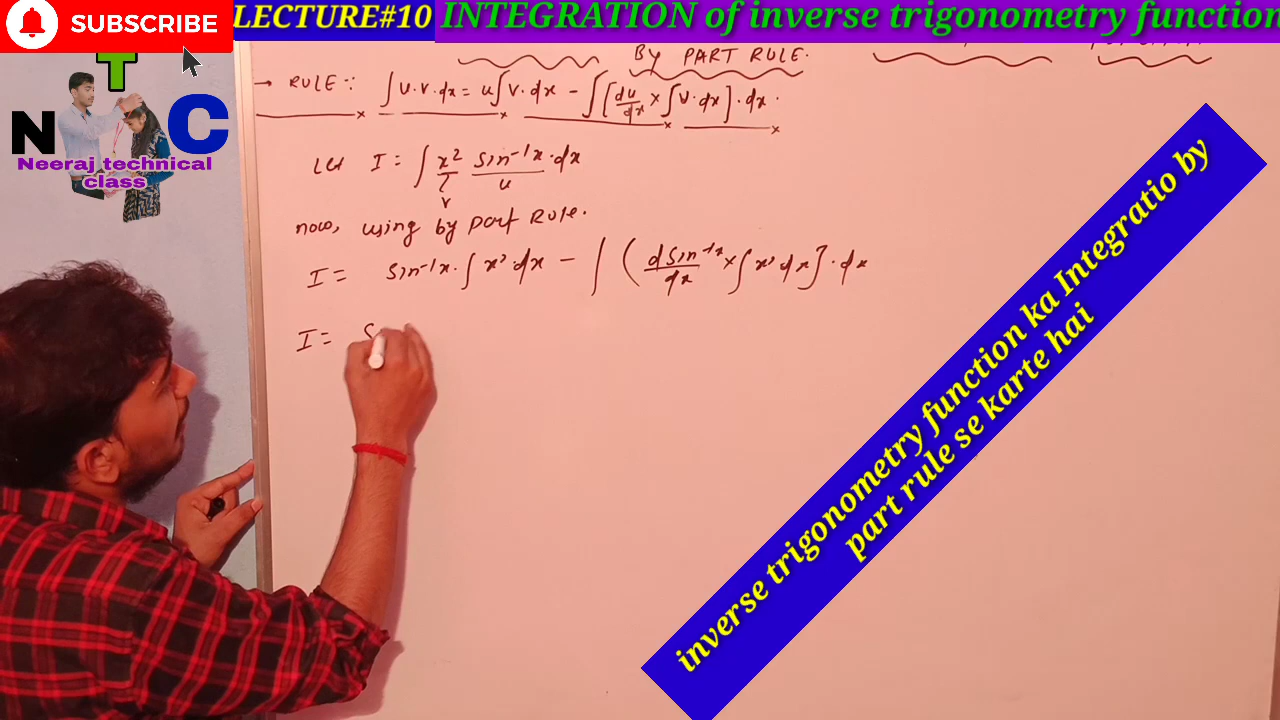 SUBSCRIBE
LECTURE#10 INTEGRATION of inverse trigonometry function
BY PART RULE.
T
N C
Neeraj technical
class
→ RULE :: ∫U.V.dx = u∫V.dx - ∫[du/dx × ∫V.dx].dx.
Let I = ∫ x² sin⁻¹x.dx
V u
now, using by part Rule.
I = sin⁻¹x.∫x².dx - ∫(d sin⁻¹x/dx × ∫x² dx].dx
I = S
inverse trigonometry function ka Integratio by
part rule se karte hai